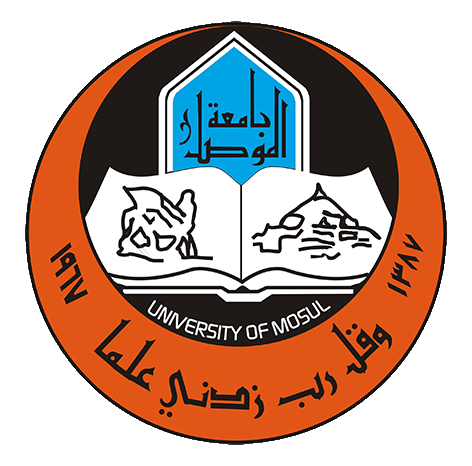 جامعة
الموصل
UNIVERSITY OF MOSUL
١٩٦٧
١٣٨٧
وقل رب زدني علما